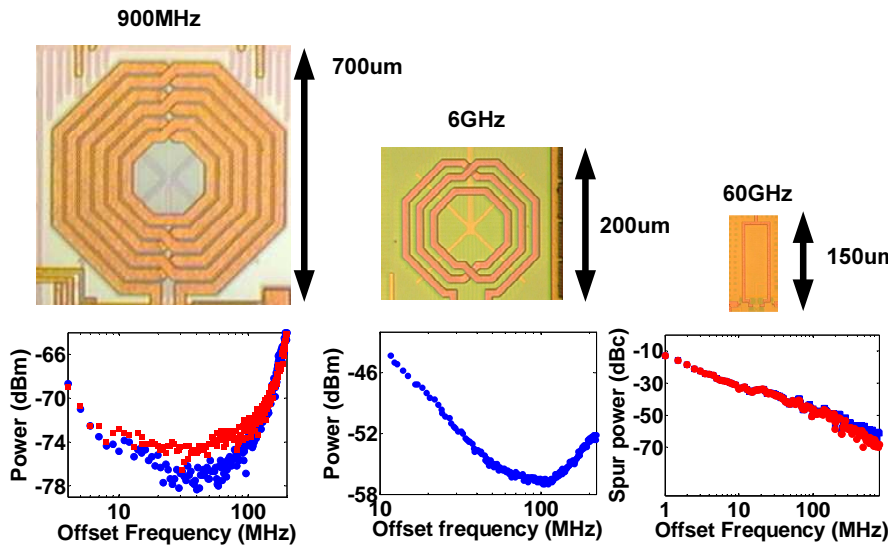 900MHz
700um
6GHz
200um
60GHz
150um
Power (dBm)
-66
-70
-74
-78
10
100
Offset Frequency (MHz)
Power (dBm)
-46
-52
-58
10
100
Offset frequency (MHz)
Spur power (dBc)
-10
-30
-50
-70
1
10
100
Offset Frequency (MHz)